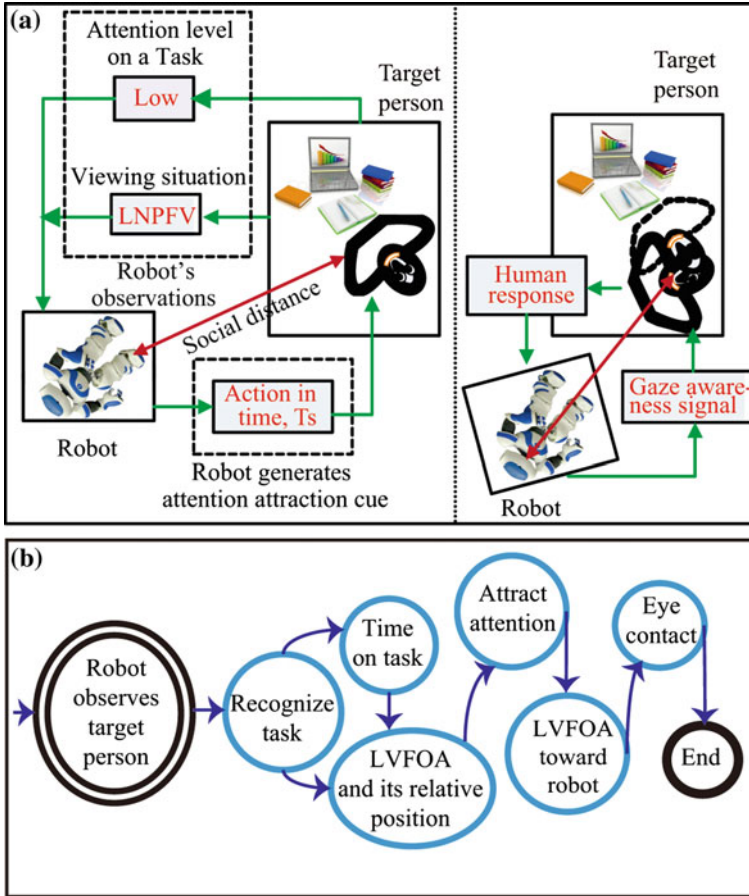 (a)
Attention level
on a Task
Low
Viewing situation
LNPFV
Robot's
observations
Target
person
Social distance
Robot
Action in
time, Ts
Robot generates
attention attraction cue
Target
person
Human
response
Gaze aware-
ness signal
Robot
(b)
Robot
observes
target
person
Recognize
task
Time
on task
LVFOA
and its relative
position
Attract
attention
LVFOA
toward
robot
Eye
contact
End